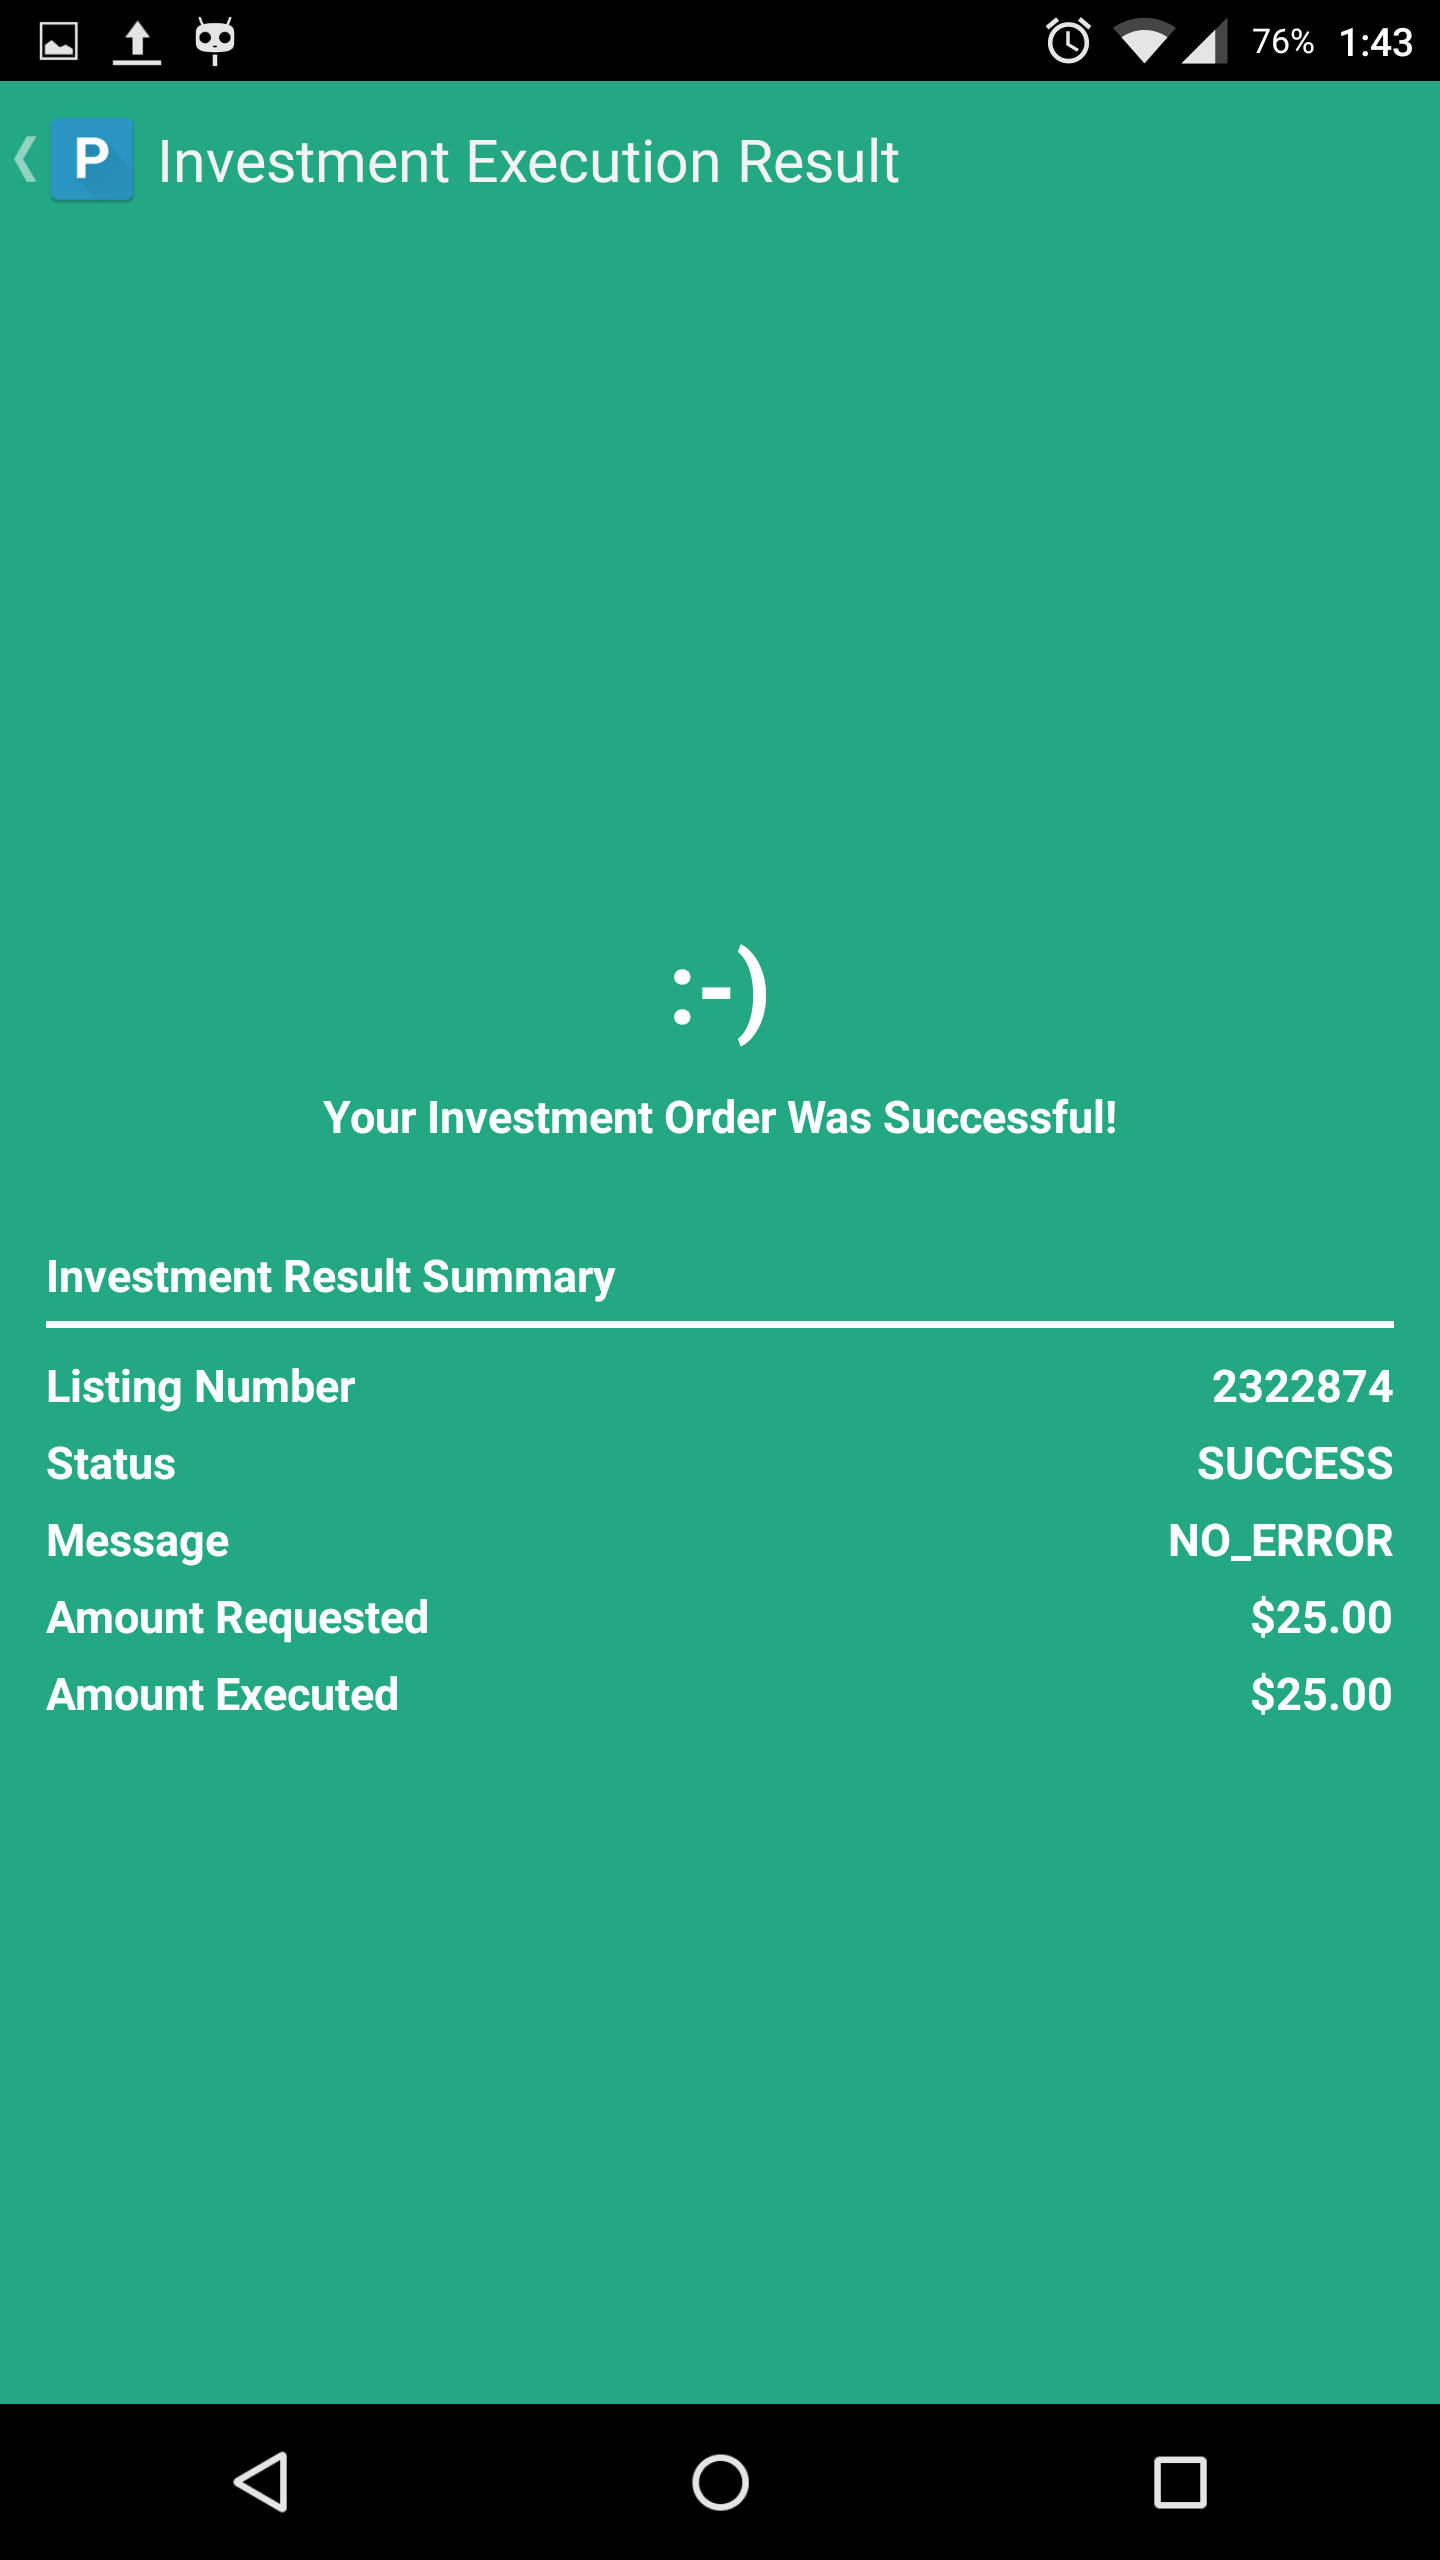 76% 1:43
P Investment Execution Result
:-)
Your Investment Order Was Successful!
Investment Result Summary
Listing Number 2322874
Status SUCCESS
Message NO_ERROR
Amount Requested $25.00
Amount Executed $25.00